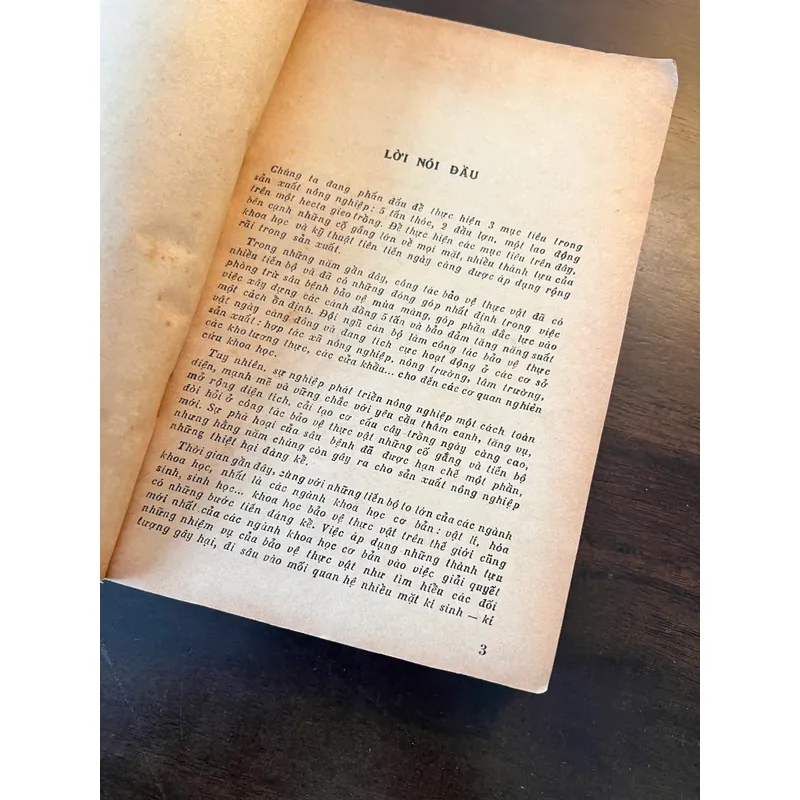 LỜI NÓI ĐẦU
Chúng ta đang phấn đấu để thực hiện 3 mục tiêu trong
sản xuất nông nghiệp: 5 tấn thóc, 2 đầu lợn, một lao động
trên một hecta gieo trồng. Để thực hiện các mục tiêu trên đây,
bên cạnh những cố gắng lớn về mọi mặt, nhiều thành tựu của
khoa học và kỹ thuật tiên tiến ngày càng được áp dụng rộng
rãi trong sản xuất.
Trong những năm gần đây, công tác bảo vệ thực vật đã có
nhiều tiến bộ và đã có những đóng góp nhất định trong việc
phòng trừ sâu bệnh bảo vệ mùa màng, góp phần đắc lực vào
việc xây dựng các cánh đồng 5 tấn và bảo đảm tăng năng suất
một cách ổn định. Đội ngũ cán bộ làm công tác bảo vệ thực
vật ngày càng đông và đang tích cực hoạt động ở các cơ sở
sản xuất: hợp tác xã nông nghiệp, nông trường, lâm trường,
các kho lương thực, các cửa khẩu... cho đến các cơ quan nghiên
cứu khoa học.
Tuy nhiên, sự nghiệp phát triển nông nghiệp một cách toàn
diện, mạnh mẽ và vững chắc với yêu cầu thâm canh, tăng vụ,
mở rộng diện tích, cải tạo cơ cấu cây trồng ngày càng cao,
đòi hỏi ở công tác bảo vệ thực vật những cố gắng và tiến bộ
mới. Sự phá hoại của sâu bệnh đã được hạn chế một phần,
nhưng hằng năm chúng còn gây ra cho sản xuất nông nghiệp
những thiệt hại đáng kể.
Thời gian gần đây, cùng với những tiến bộ to lớn của các ngành
khoa học, nhất là các ngành khoa học cơ bản: vật lí, hóa
sinh, sinh học... khoa học bảo vệ thực vật trên thế giới cũng
có những bước tiến đáng kể. Việc áp dụng những thành tựu
mới nhất của các ngành khoa học cơ bản vào việc giải quyết
những nhiệm vụ của bảo vệ thực vật như tìm hiểu các đối
tượng gây hại, đi sâu vào mối quan hệ nhiều mặt kí sinh — kí
3